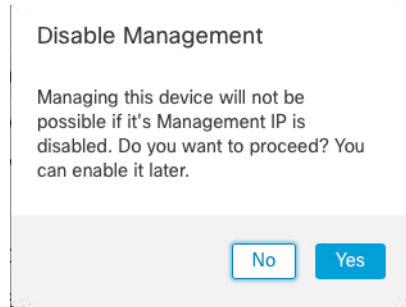 Disable Management
Managing this device will not be
possible if it's Management IP is
disabled. Do you want to proceed? You
can enable it later.
No
Yes